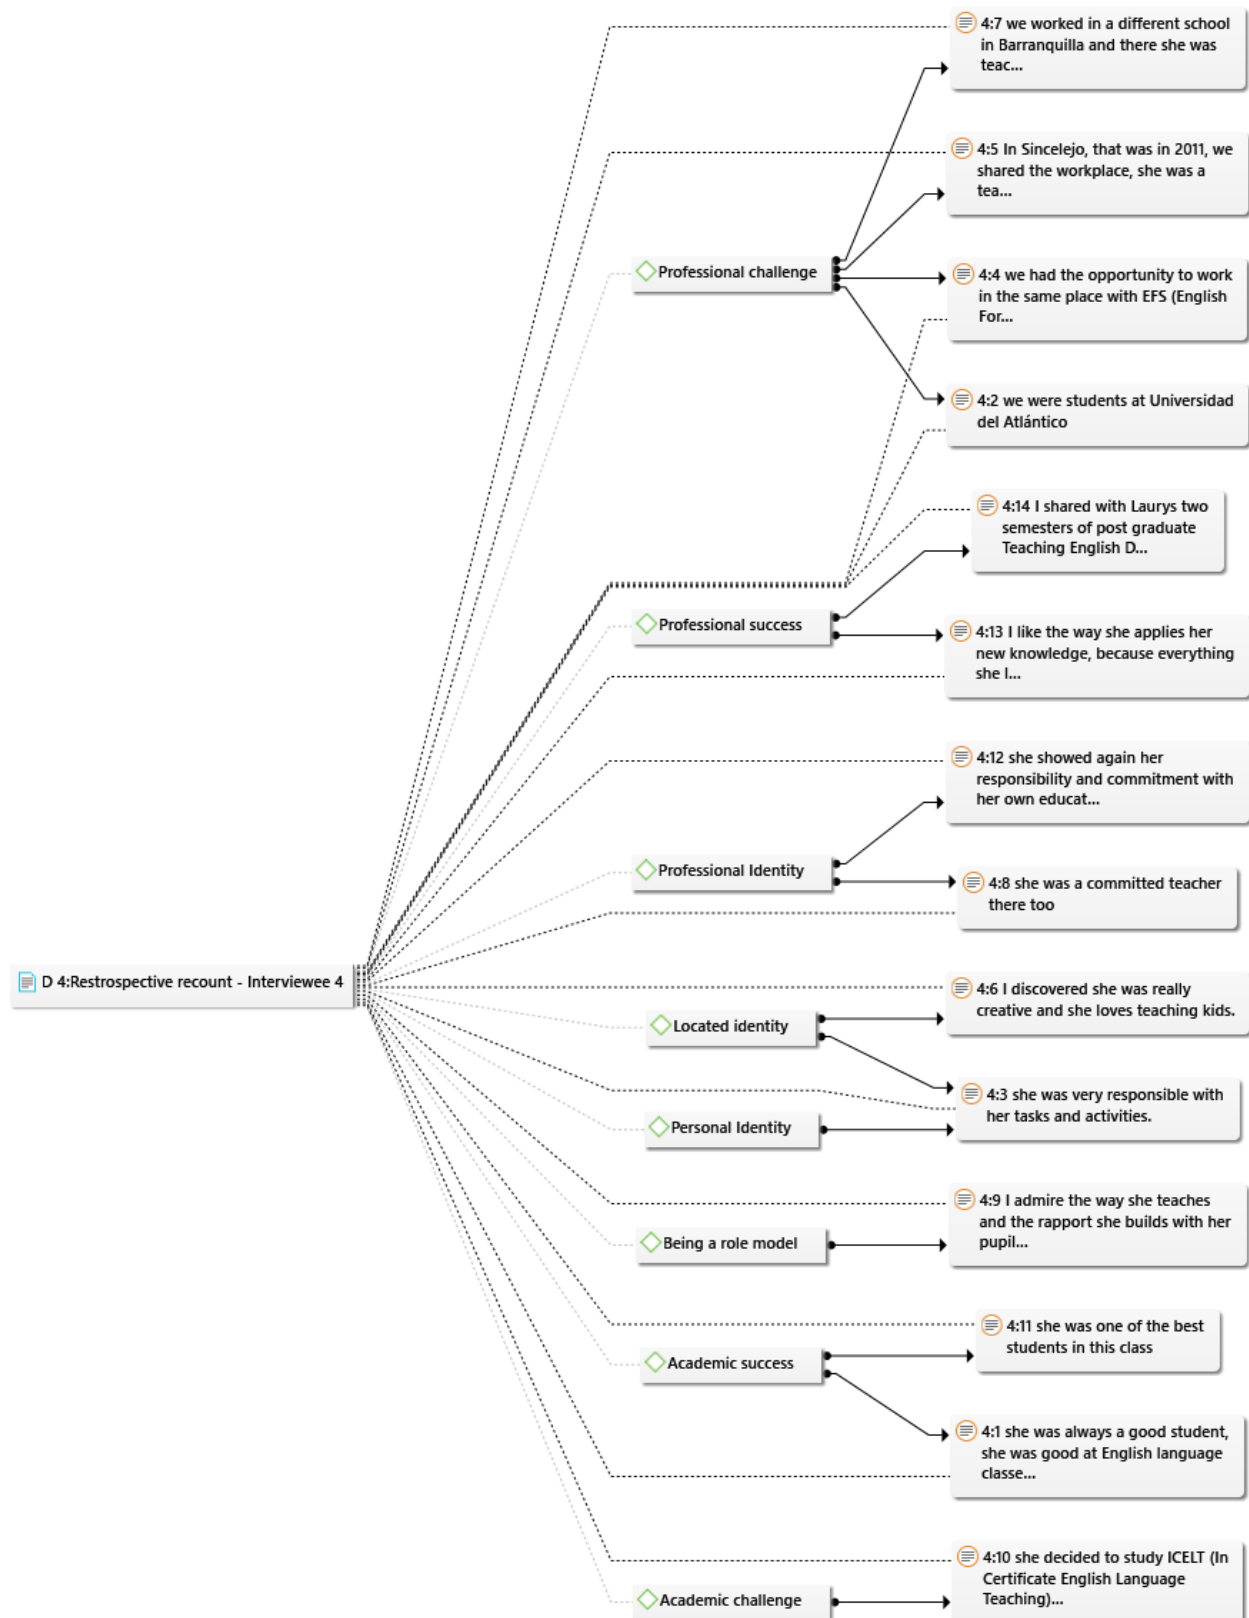 4:7 we worked in a different school
in Barranquilla and there she was
teac...
4:5 In Sincelejo, that was in 2011, we
shared the workplace, she was a
tea...
Professional challenge
4:4 we had the opportunity to work
in the same place with EFS (English
For...
4:2 we were students at Universidad
del Atlántico
4:14 I shared with Laurys two
semesters of post graduate
Teaching English D...
Professional success
4:13 I like the way she applies her
new knowledge, because everything
she l...
4:12 she showed again her
responsibility and commitment with
her own educat...
Professional Identity
4:8 she was a committed teacher
there too
D 4:Restrospective recount - Interviewee 4
4:6 I discovered she was really
creative and she loves teaching kids.
Located identity
4:3 she was very responsible with
her tasks and activities.
Personal Identity
4:9 I admire the way she teaches
and the rapport she builds with her
pupil...
Being a role model
4:11 she was one of the best
students in this class
Academic success
4:1 she was always a good student,
she was good at English language
classe...
4:10 she decided to study ICELT (In
Certificate English Language
Teaching)...
Academic challenge